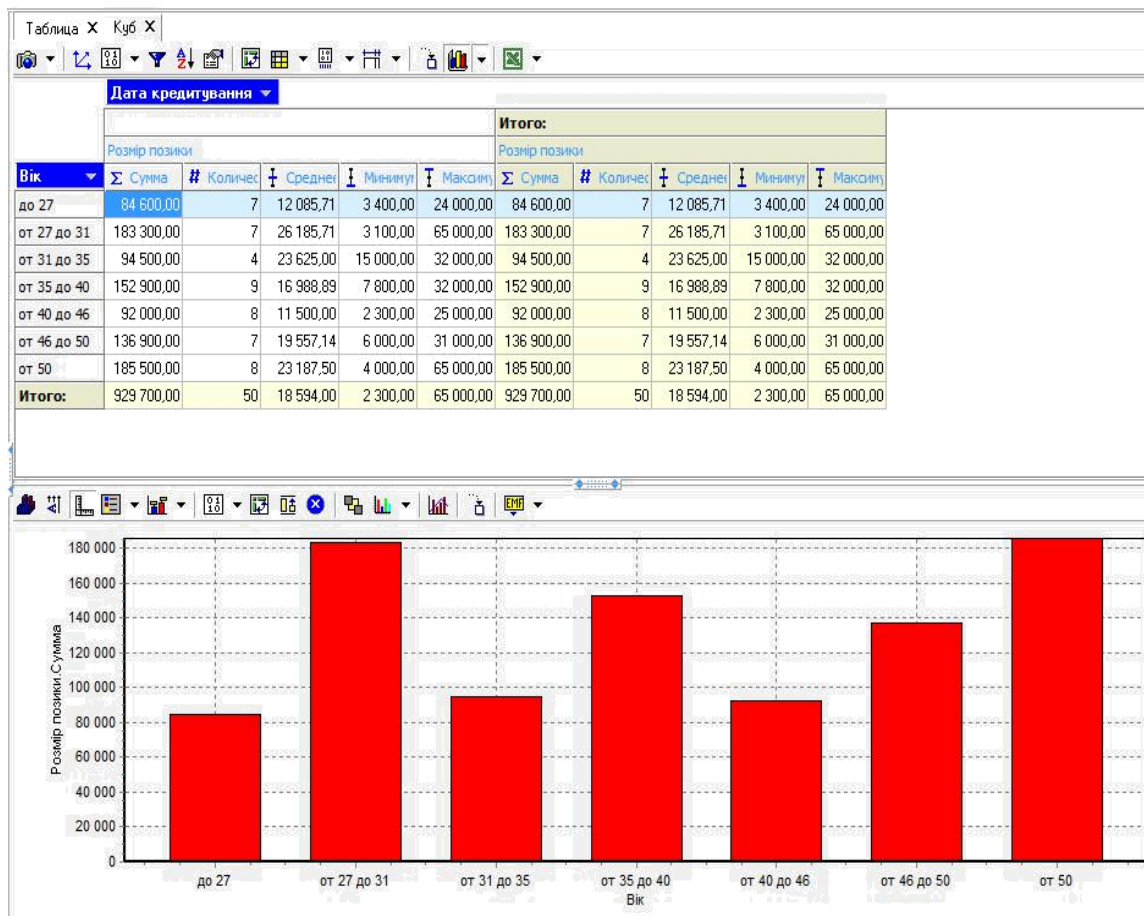 Таблица X Куб X
Дата кредитування
Итого:
Розмір позики Розмір позики
Вік Σ Сумма # Количес Среднее Минимул Максиму Σ Сумма # Количес Среднее Минимул Максиму
до 27 84 600,00 7 12 085,71 3 400,00 24 000,00 84 600,00 7 12 085,71 3 400,00 24 000,00
от 27 до 31 183 300,00 7 26 185,71 3 100,00 65 000,00 183 300,00 7 26 185,71 3 100,00 65 000,00
от 31 до 35 94 500,00 4 23 625,00 15 000,00 32 000,00 94 500,00 4 23 625,00 15 000,00 32 000,00
от 35 до 40 152 900,00 9 16 988,89 7 800,00 32 000,00 152 900,00 9 16 988,89 7 800,00 32 000,00
от 40 до 46 92 000,00 8 11 500,00 2 300,00 25 000,00 92 000,00 8 11 500,00 2 300,00 25 000,00
от 46 до 50 136 900,00 7 19 557,14 6 000,00 31 000,00 136 900,00 7 19 557,14 6 000,00 31 000,00
от 50 185 500,00 8 23 187,50 4 000,00 65 000,00 185 500,00 8 23 187,50 4 000,00 65 000,00
Итого: 929 700,00 50 18 594,00 2 300,00 65 000,00 929 700,00 50 18 594,00 2 300,00 65 000,00
EMF
180 000
160 000
140 000
120 000
100 000
80 000
60 000
40 000
20 000
0
Розмір позики.Сумма
до 27 от 27 до 31 от 31 до 35 от 35 до 40 от 40 до 46 от 46 до 50 от 50
Вік